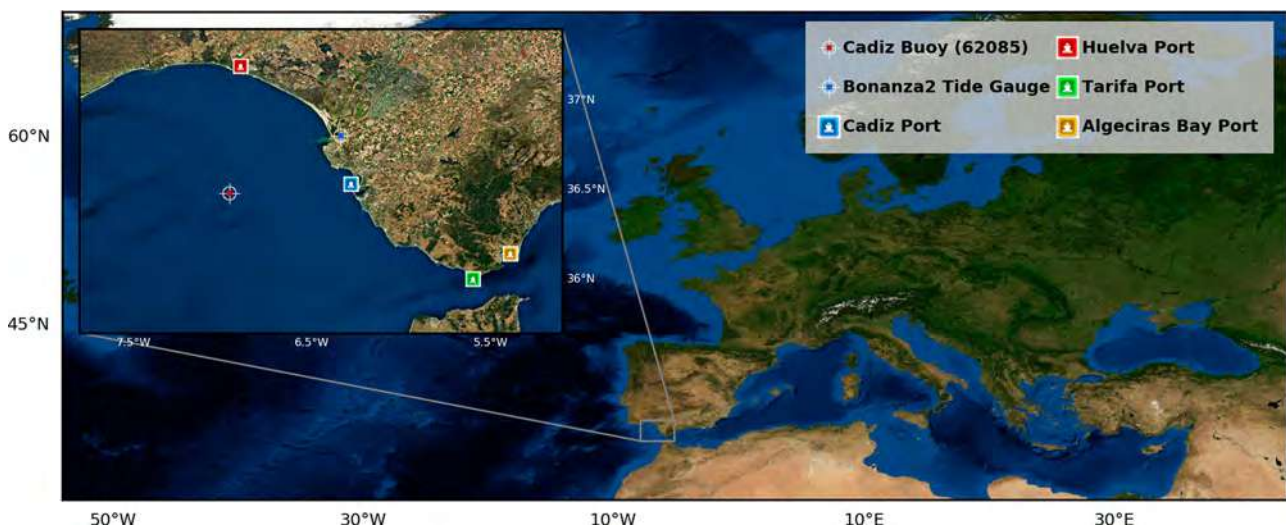 Cadiz Buoy (62085)
Huelva Port
Bonanza2 Tide Gauge
Tarifa Port
Cadiz Port
Algeciras Bay Port
37°N
36.5°N
36°N
7.5°W
6.5°W
5.5°W
60°N
45°N
50°W
30°W
10°W
10°E
30°E